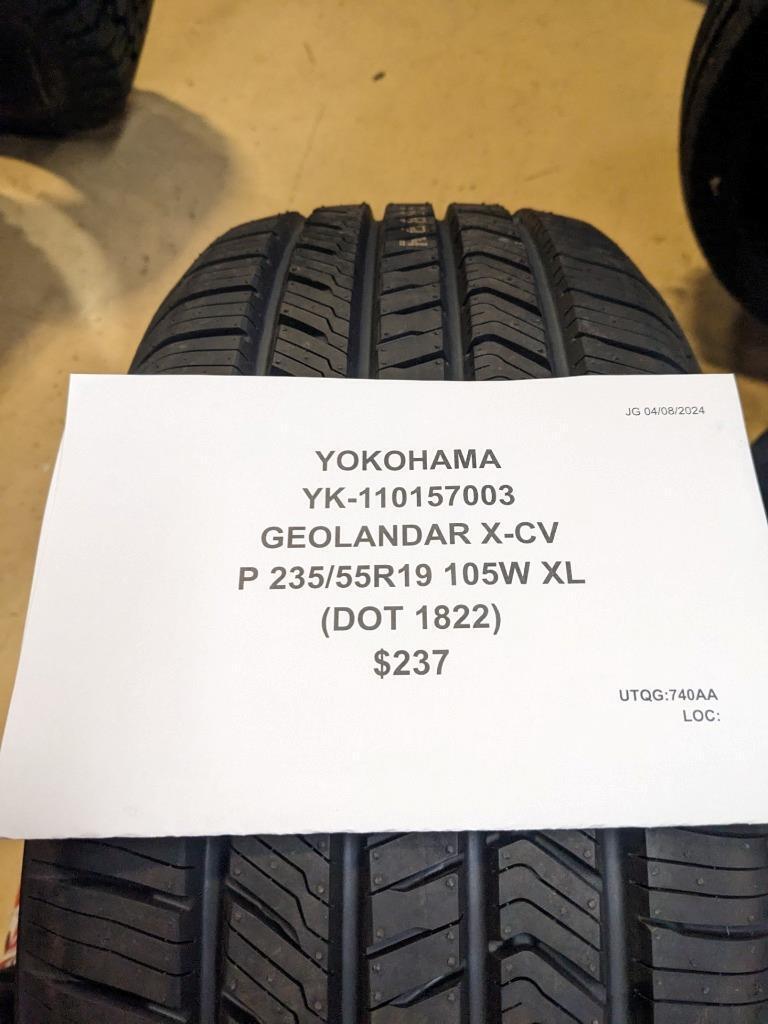 JG 04/08/2024
YOKOHAMA
YK-110157003
GEOLANDAR X-CV
P 235/55R19 105W XL
(DOT 1822)
$237
UTQG:740AA
LOC: